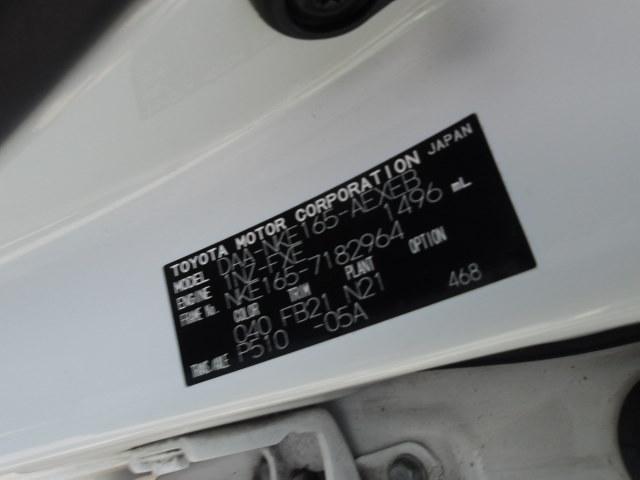 TOYOTA MOTOR CORPORATION JAPAN
MODEL DAA-NKE165-AEXEB
ENGINE 1NZ-FXE 1496 mL
FRAME No. NKE165-7182964
COLOR TRIM PLANT OPTION
040 FB21 N21
TRANS/AXLE P510 -05A 468